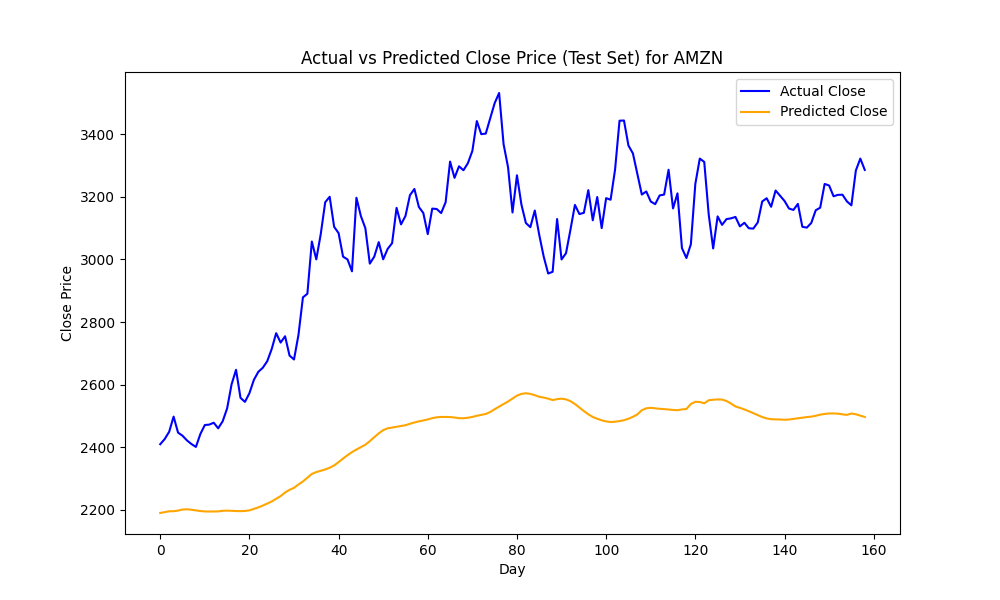 Actual vs Predicted Close Price (Test Set) for AMZN
Actual Close
Predicted Close
Close Price
3400
3200
3000
2800
2600
2400
2200
0 20 40 60 80 100 120 140 160
Day